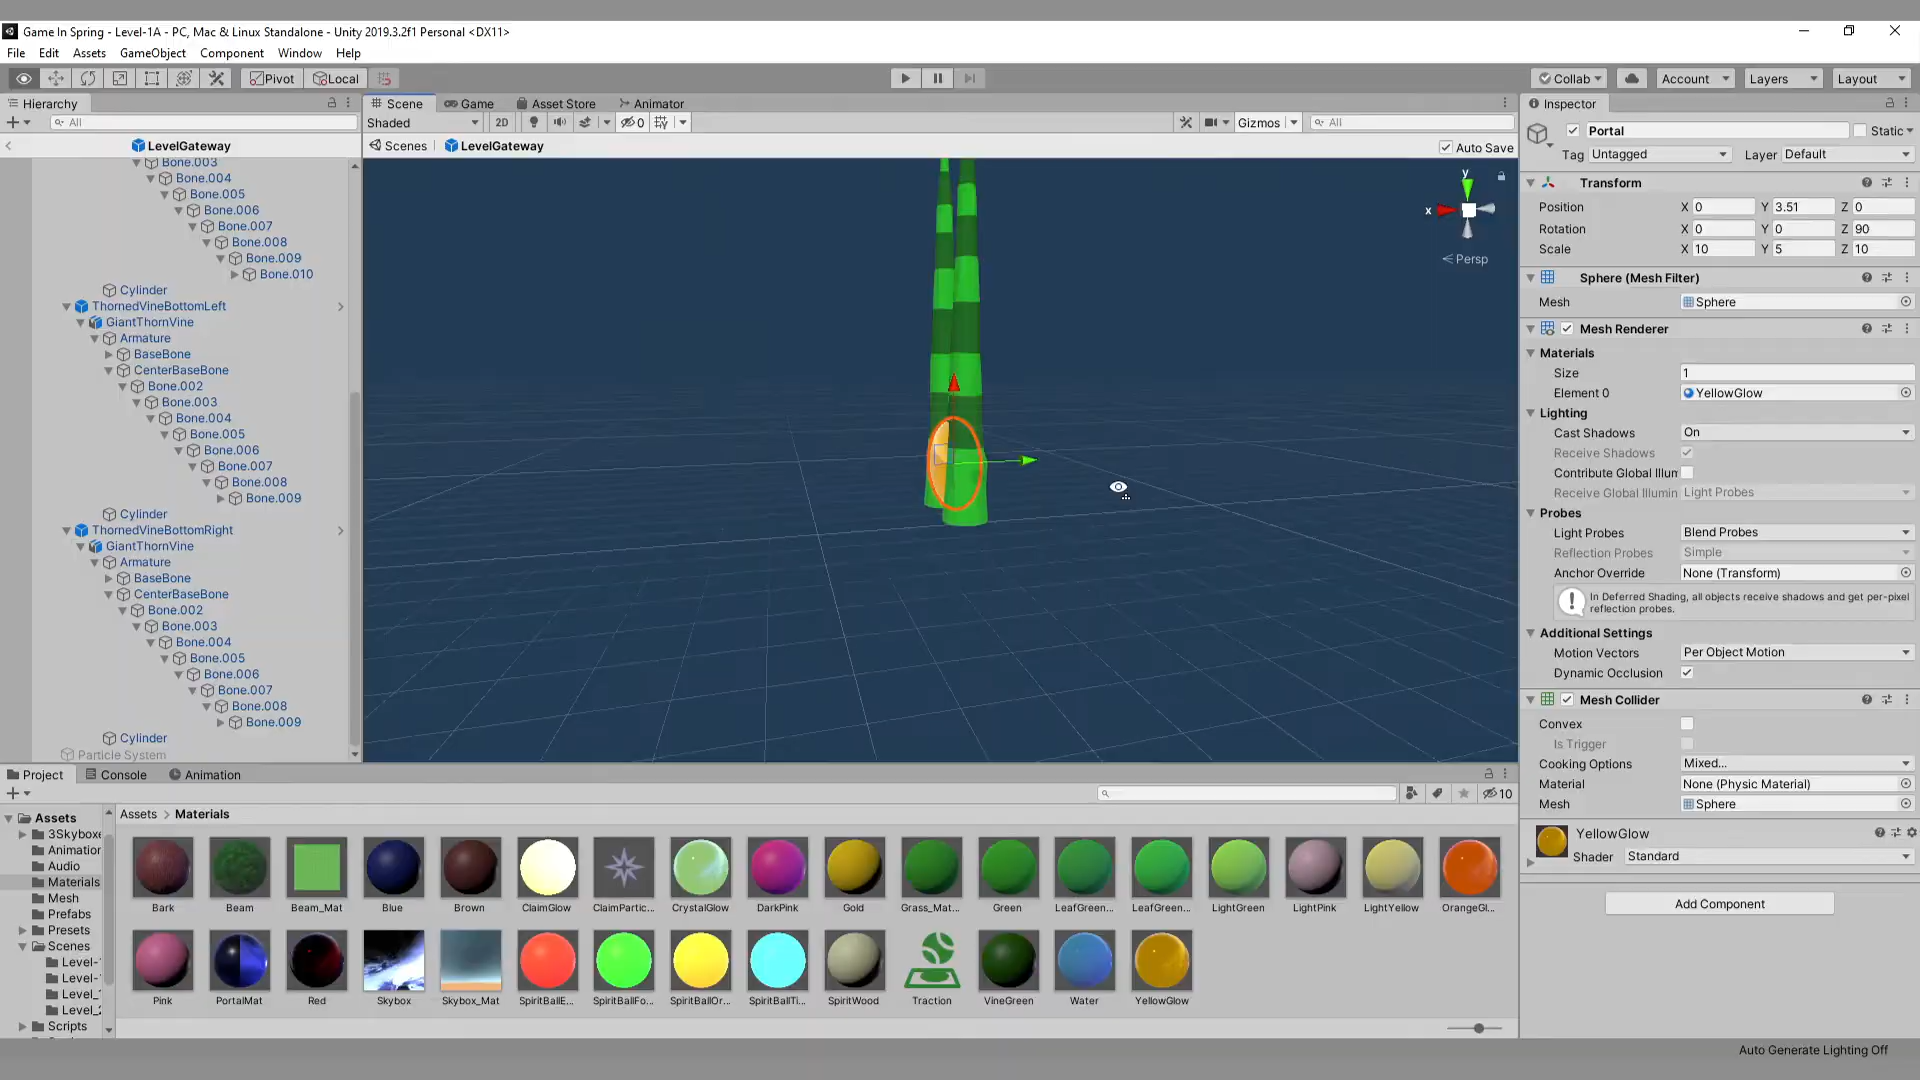 Game In Spring - Level-1A - PC, Mac & Linux Standalone - Unity 2019.3.2f1 Personal <DX11>
File Edit Assets GameObject Component Window Help
Pivot Local Collab Account Layers Layout
Hierarchy
All
LevelGateway
Bone.003
Bone.004
Bone.005
Bone.006
Bone.007
Bone.008
Bone.009
Bone.010
Cylinder
ThornedVineBottomLeft
GiantThornVine
Armature
BaseBone
CenterBaseBone
Bone.002
Bone.003
Bone.004
Bone.005
Bone.006
Bone.007
Bone.008
Bone.009
Cylinder
ThornedVineBottomRight
GiantThornVine
Armature
BaseBone
CenterBaseBone
Bone.002
Bone.003
Bone.004
Bone.005
Bone.006
Bone.007
Bone.008
Bone.009
Cylinder
Particle System
Scene Game Asset Store Animator
Shaded 2D 0 Gizmos All
Scenes LevelGateway Auto Save
y
x
Persp
Inspector
Portal Static
Tag Untagged Layer Default
Transform
Position X 0 Y 3.51 Z 0
Rotation X 0 Y 0 Z 90
Scale X 10 Y 5 Z 10
Sphere (Mesh Filter)
Mesh Sphere
Mesh Renderer
Materials
Size 1
Element 0 YellowGlow
Lighting
Cast Shadows On
Receive Shadows
Contribute Global Illum
Receive Global Illumin Light Probes
Probes
Light Probes Blend Probes
Reflection Probes Simple
Anchor Override None (Transform)
In Deferred Shading, all objects receive shadows and get per-pixel
reflection probes.
Additional Settings
Motion Vectors Per Object Motion
Dynamic Occlusion
Mesh Collider
Convex
Is Trigger
Cooking Options Mixed...
Material None (Physic Material)
Mesh Sphere
YellowGlow
Shader Standard
Add Component
Project Console Animation
10
Assets
3Skyboxe
Animation
Audio
Materials
Mesh
Prefabs
Presets
Scenes
Level-
Level-
Level_
Level_2
Scripts
Assets > Materials
Bark Beam Beam_Mat Blue Brown ClaimGlow ClaimPartic... CrystalGlow DarkPink Gold Grass_Mat... Green LeafGreen... LeafGreen... LightGreen LightPink LightYellow OrangeGl...
Pink PortalMat Red Skybox Skybox_Mat SpiritBallE... SpiritBallFo... SpiritBallOr... SpiritBallTi... SpiritWood Traction VineGreen Water YellowGlow
Auto Generate Lighting Off